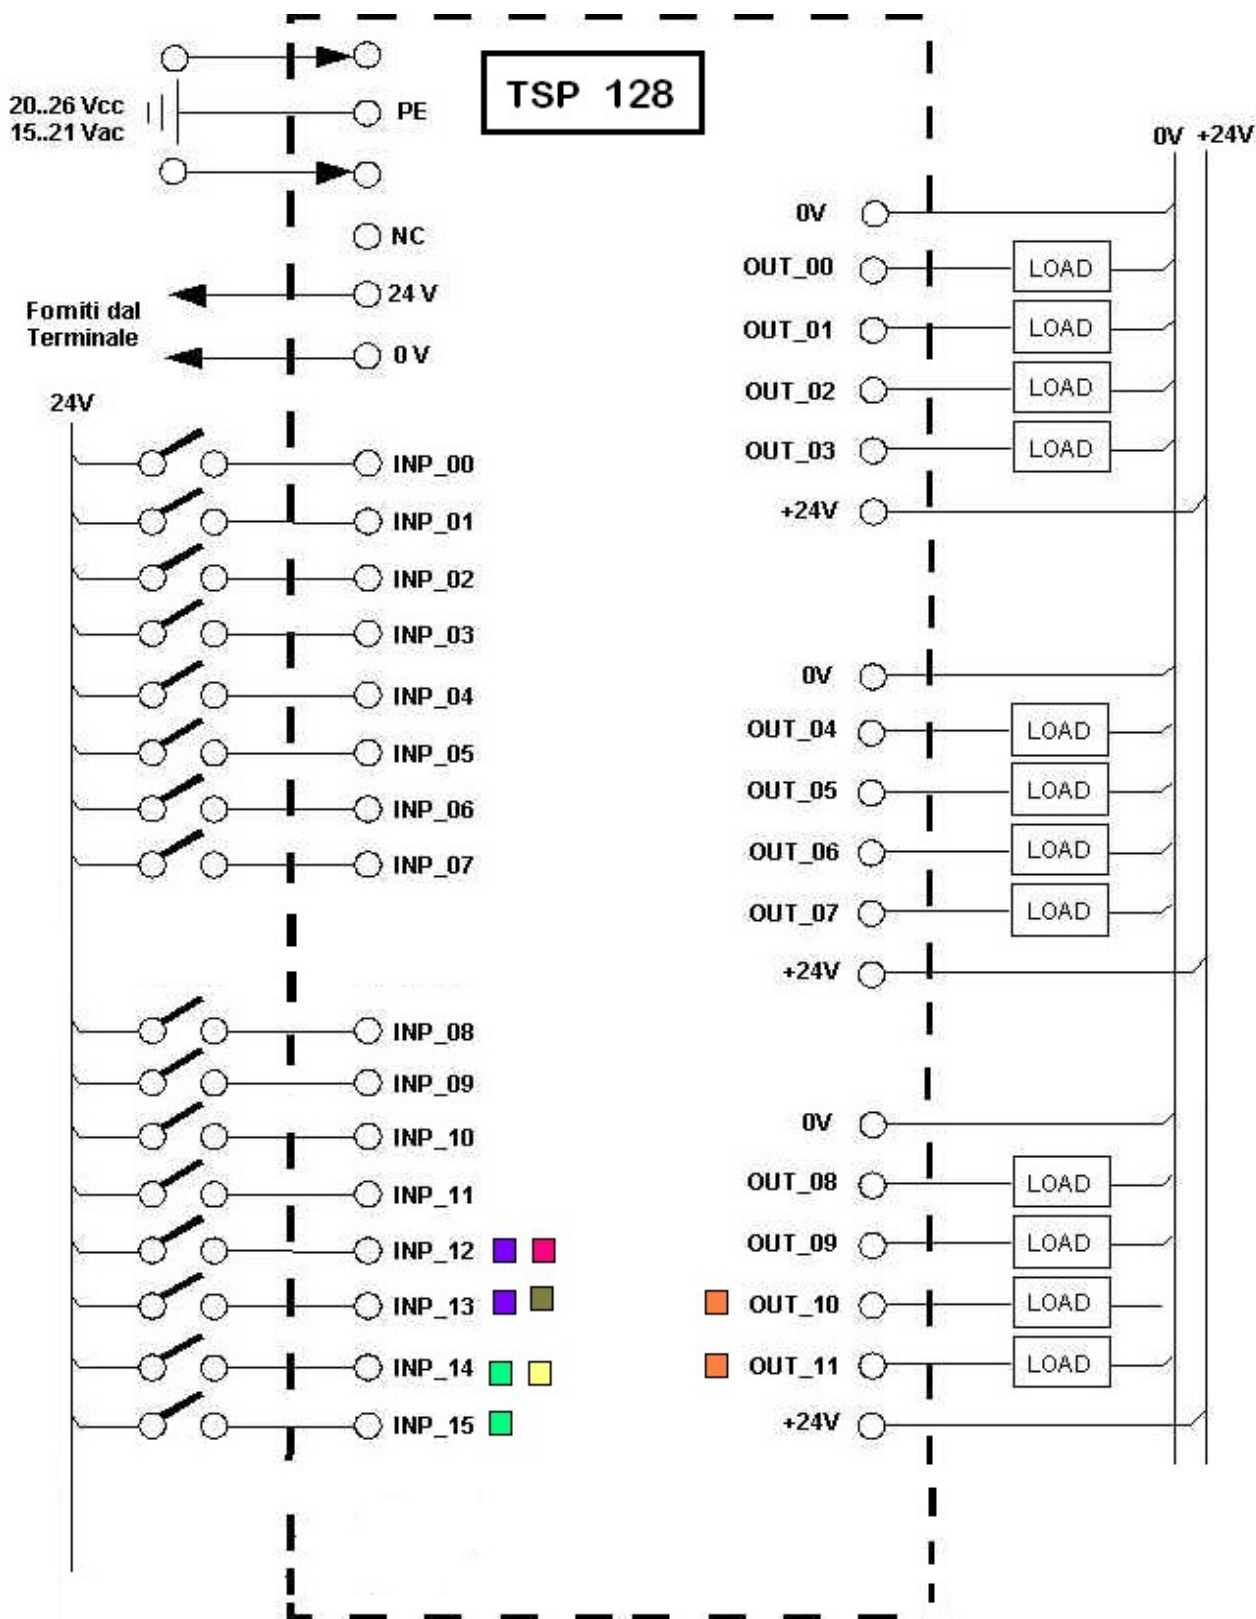 TSP 128
20..26 Vcc
15..21 Vac
PE
NC
24 V
Forniti dal
Terminale
0 V
24V
INP_00
INP_01
INP_02
INP_03
INP_04
INP_05
INP_06
INP_07
INP_08
INP_09
INP_10
INP_11
INP_12
INP_13
INP_14
INP_15
0V +24V
0V
OUT_00 LOAD
OUT_01 LOAD
OUT_02 LOAD
OUT_03 LOAD
+24V
0V
OUT_04 LOAD
OUT_05 LOAD
OUT_06 LOAD
OUT_07 LOAD
+24V
0V
OUT_08 LOAD
OUT_09 LOAD
OUT_10 LOAD
OUT_11 LOAD
+24V